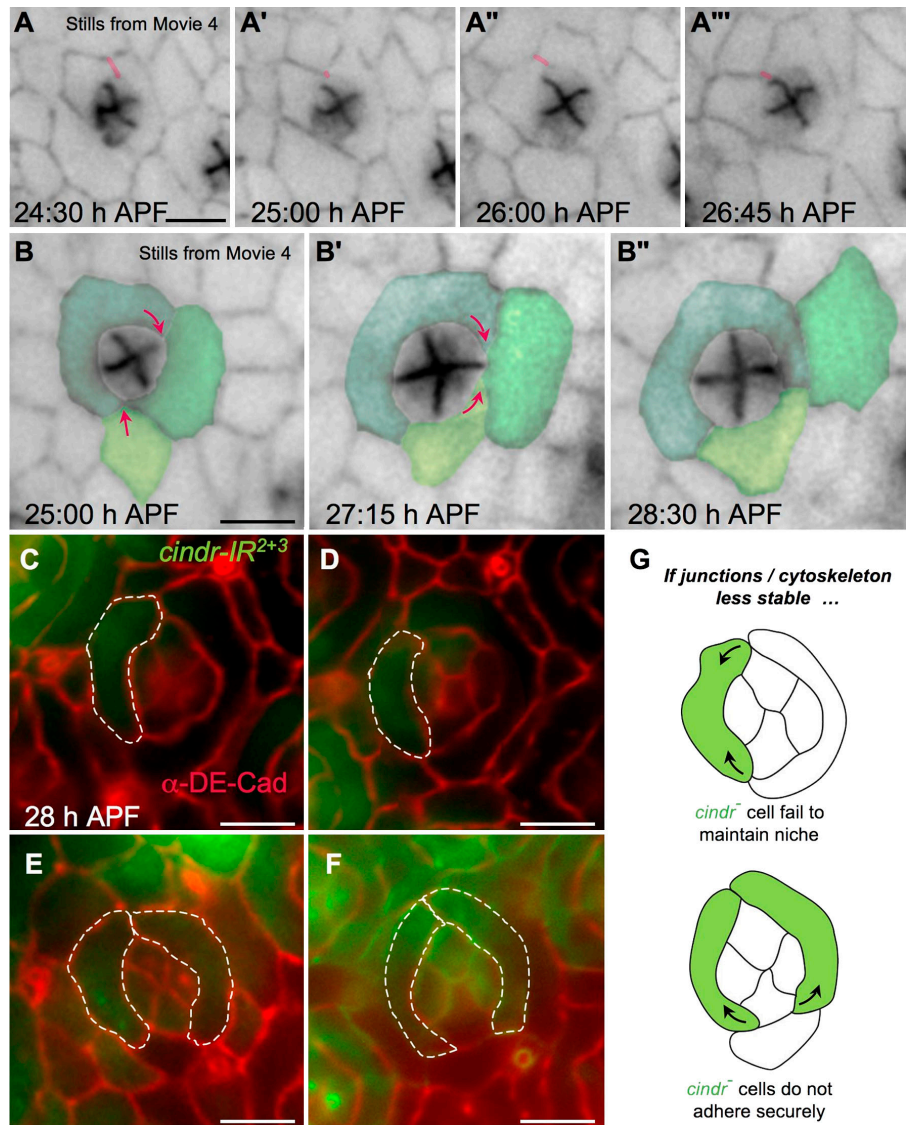 A
Stills from Movie 4
24:30 h APF
A'
25:00 h APF
A"
26:00 h APF
A"'
26:45 h APF
B
Stills from Movie 4
25:00 h APF
B'
27:15 h APF
B"
28:30 h APF
C
cindr-IR²⁺³
α-DE-Cad
28 h APF
D
E
F
G
If junctions / cytoskeleton
less stable ...
cindr⁻ cell fail to
maintain niche
cindr⁻ cells do not
adhere securely